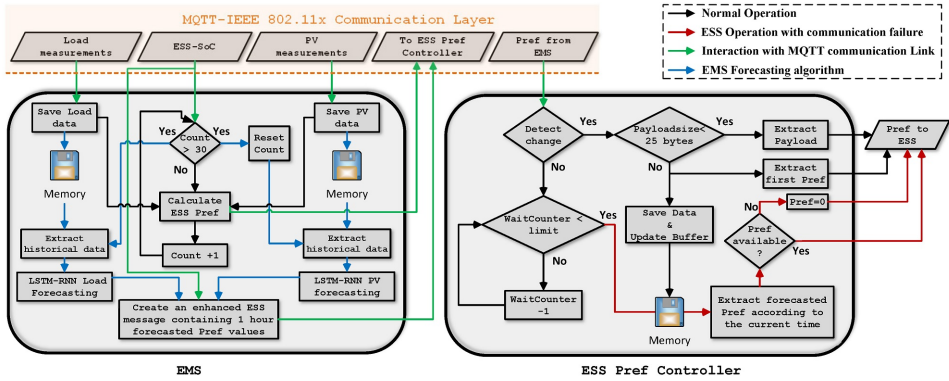 MQTT-IEEE 802.11x Communication Layer
Load
measurements
ESS-SoC
PV
measurements
To ESS Pref
Controller
Pref from
EMS
Normal Operation
ESS Operation with communication failure
Interaction with MQTT communication Link
EMS Forecasting algorithm
Save Load
data
Memory
Extract
historical data
LSTM-RNN Load
Forecasting
Yes
Count
> 30
Yes
No
Reset
Count
Calculate
ESS Pref
Count +1
Save PV
data
Memory
Extract
historical data
LSTM-RNN PV
forecasting
Create an enhanced ESS
message containing 1 hour
forecasted Pref values
EMS
Detect
change
Yes
No
Payloadsize<
25 bytes
Yes
No
Extract
Payload
Pref to
ESS
Extract
first Pref
WaitCounter <
limit
Yes
No
WaitCounter
-1
Save Data
&
Update Buffer
Memory
No
Pref=0
Pref
available
?
Yes
Extract forecasted
Pref according to
the current time
ESS Pref Controller